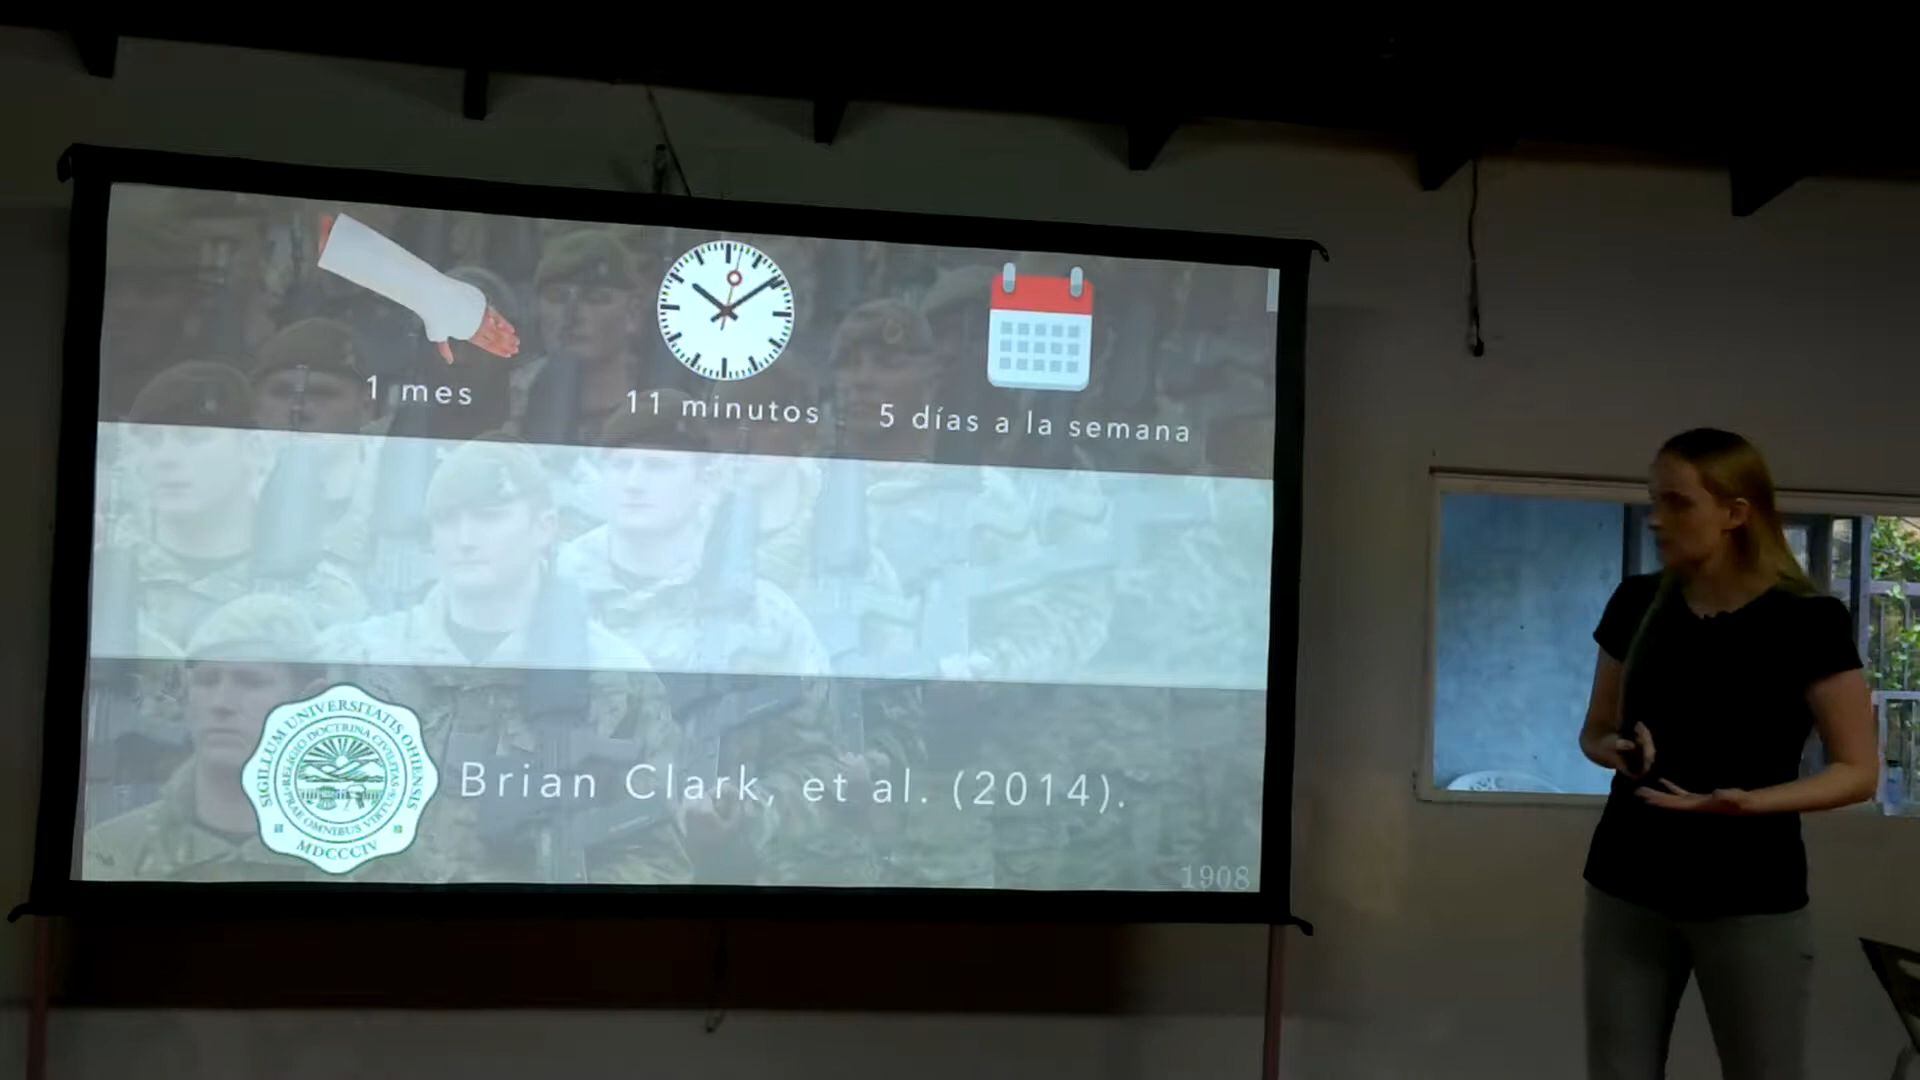 1 mes
11 minutos
5 días a la semana
SIGILLUM UNIVERSITATIS OHIENSIS
RELIGIO DOCTRINA CIVILITAS
PRAE OMNIBUS VIRTUS
MDCCCIV
Brian Clark, et al. (2014).
1908